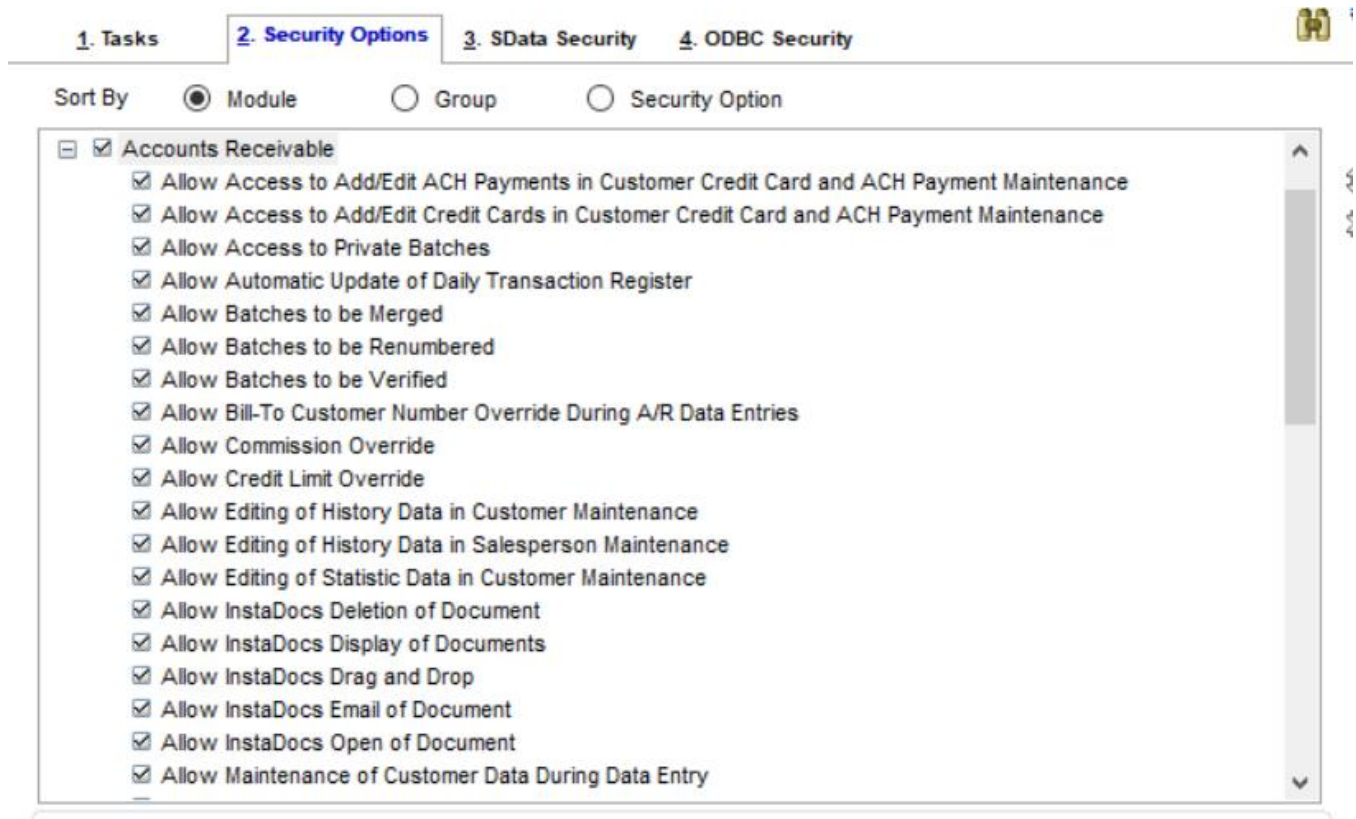 1. Tasks 2. Security Options 3. SData Security 4. ODBC Security
Sort By Module Group Security Option
Accounts Receivable
Allow Access to Add/Edit ACH Payments in Customer Credit Card and ACH Payment Maintenance
Allow Access to Add/Edit Credit Cards in Customer Credit Card and ACH Payment Maintenance
Allow Access to Private Batches
Allow Automatic Update of Daily Transaction Register
Allow Batches to be Merged
Allow Batches to be Renumbered
Allow Batches to be Verified
Allow Bill-To Customer Number Override During A/R Data Entries
Allow Commission Override
Allow Credit Limit Override
Allow Editing of History Data in Customer Maintenance
Allow Editing of History Data in Salesperson Maintenance
Allow Editing of Statistic Data in Customer Maintenance
Allow InstaDocs Deletion of Document
Allow InstaDocs Display of Documents
Allow InstaDocs Drag and Drop
Allow InstaDocs Email of Document
Allow InstaDocs Open of Document
Allow Maintenance of Customer Data During Data Entry